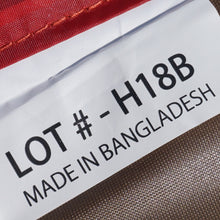 LOT # - H18B
MADE IN BANGLADESH